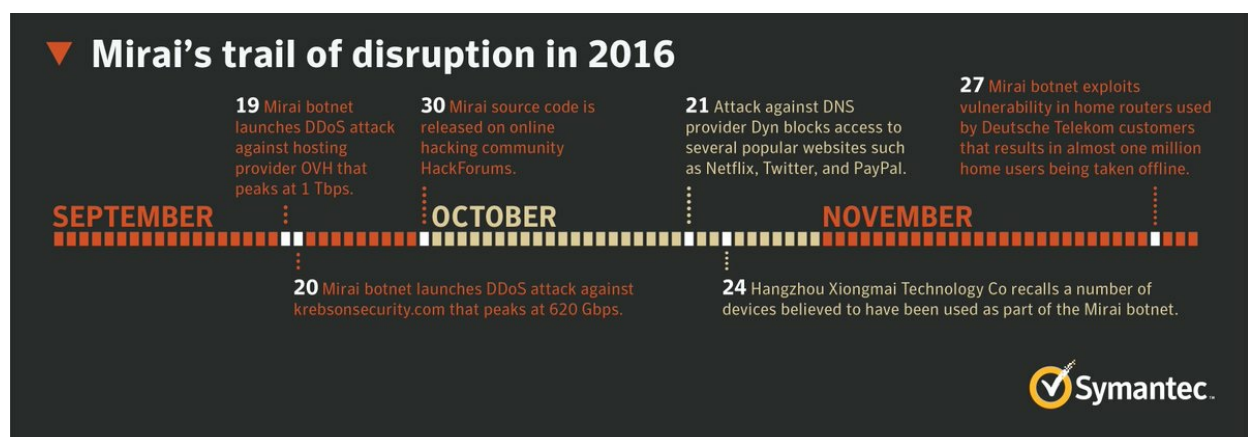 Mirai's trail of disruption in 2016
19 Mirai botnet
launches DDoS attack
against hosting
provider OVH that
peaks at 1 Tbps.
30 Mirai source code is
released on online
hacking community
HackForums.
21 Attack against DNS
provider Dyn blocks access to
several popular websites such
as Netflix, Twitter, and PayPal.
27 Mirai botnet exploits
vulnerability in home routers used
by Deutsche Telekom customers
that results in almost one million
home users being taken offline.
SEPTEMBER
OCTOBER
NOVEMBER
20 Mirai botnet launches DDoS attack against
krebsonsecurity.com that peaks at 620 Gbps.
24 Hangzhou Xiongmai Technology Co recalls a number of
devices believed to have been used as part of the Mirai botnet.
Symantec™